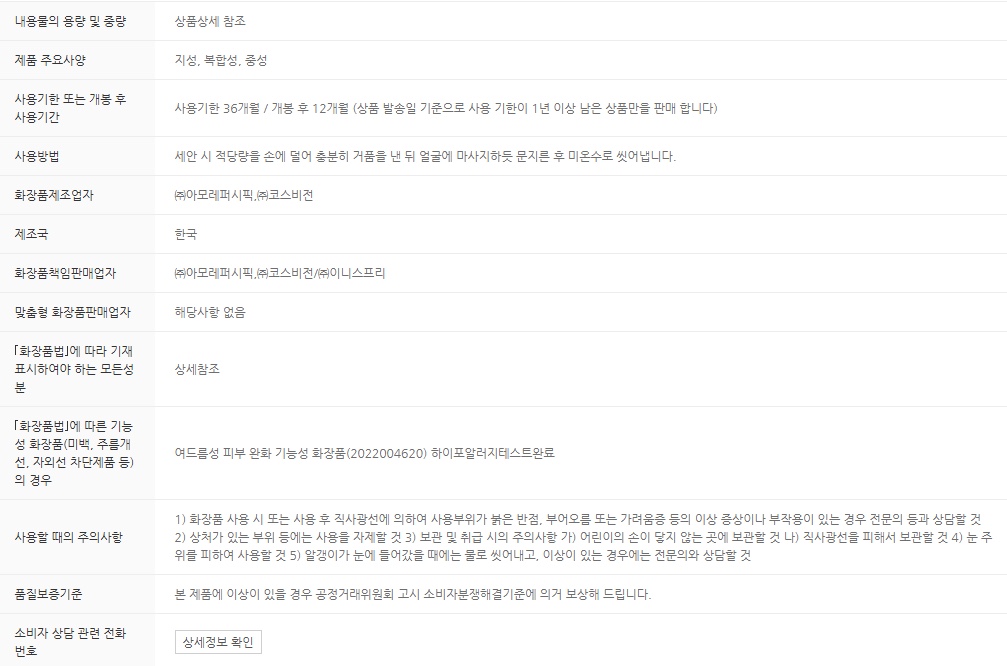 내용물의 용량 및 중량
상품상세 참조
제품 주요사양
지성, 복합성, 중성
사용기한 또는 개봉 후
사용기간
사용기한 36개월 / 개봉 후 12개월 (상품 발송일 기준으로 사용 기한이 1년 이상 남은 상품만을 판매 합니다)
사용방법
세안 시 적당량을 손에 덜어 충분히 거품을 낸 뒤 얼굴에 마사지하듯 문지른 후 미온수로 씻어냅니다.
화장품제조업자
㈜아모레퍼시픽,㈜코스비전
제조국
한국
화장품책임판매업자
㈜아모레퍼시픽,㈜코스비전/㈜이니스프리
맞춤형 화장품판매업자
해당사항 없음
｢화장품법｣에 따라 기재
표시하여야 하는 모든성
분
상세참조
｢화장품법｣에 따른 기능
성 화장품(미백, 주름개
선, 자외선 차단제품 등)
의 경우
여드름성 피부 완화 기능성 화장품(2022004620) 하이포알러지테스트완료
사용할 때의 주의사항
1) 화장품 사용 시 또는 사용 후 직사광선에 의하여 사용부위가 붉은 반점, 부어오름 또는 가려움증 등의 이상 증상이나 부작용이 있는 경우 전문의 등과 상담할 것
2) 상처가 있는 부위 등에는 사용을 자제할 것 3) 보관 및 취급 시의 주의사항 가) 어린이의 손이 닿지 않는 곳에 보관할 것 나) 직사광선을 피해서 보관할 것 4) 눈 주
위를 피하여 사용할 것 5) 알갱이가 눈에 들어갔을 때에는 물로 씻어내고, 이상이 있는 경우에는 전문의와 상담할 것
품질보증기준
본 제품에 이상이 있을 경우 공정거래위원회 고시 소비자분쟁해결기준에 의거 보상해 드립니다.
소비자 상담 관련 전화
번호
상세정보 확인